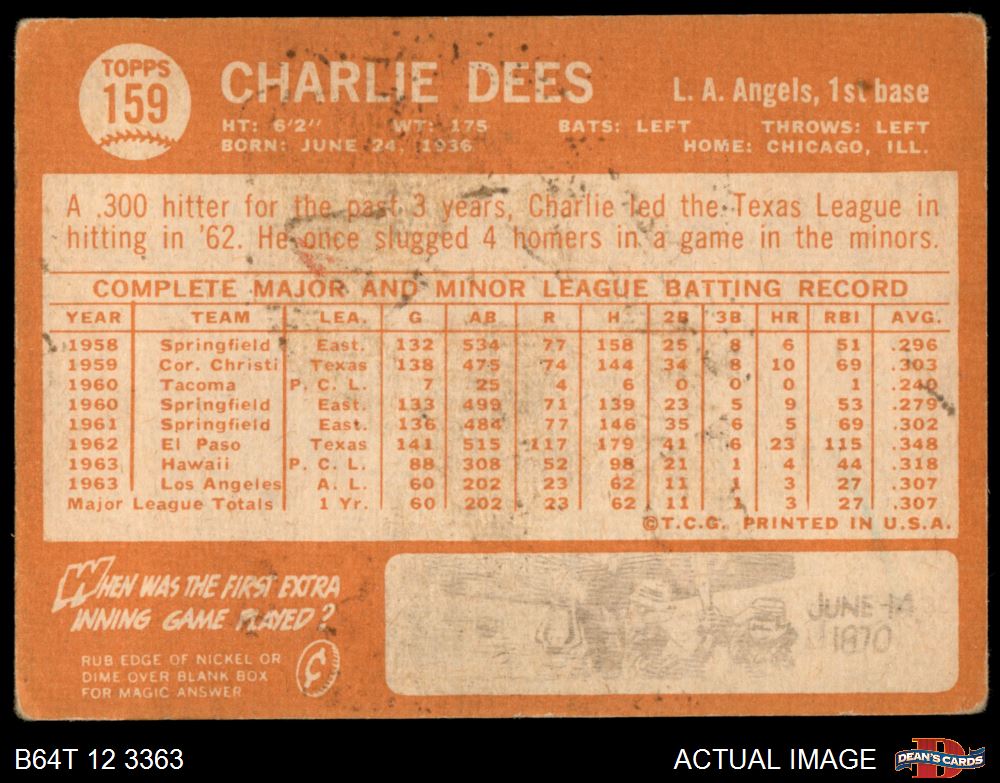 TOPPS
159
CHARLIE DEES
L. A. Angels, 1st base
HT: 6'2" WT: 175 BATS: LEFT THROWS: LEFT
BORN: JUNE 24, 1936 HOME: CHICAGO, ILL.
A .300 hitter for the past 3 years, Charlie led the Texas League in
hitting in '62. He once slugged 4 homers in a game in the minors.
COMPLETE MAJOR AND MINOR LEAGUE BATTING RECORD
YEAR TEAM LEA. G AB R H 2B 3B HR RBI AVG.
1958 Springfield East. 132 534 77 158 25 8 6 51 .296
1959 Cor. Christi Texas 138 475 74 144 34 8 10 69 .303
1960 Tacoma P. C. L. 7 25 4 6 0 0 0 1
1960 Springfield East. 133 499 71 139 23 5 9 53 .279
1961 Springfield East. 136 484 77 146 35 6 5 69 .302
1962 El Paso Texas 141 515 117 179 41 6 23 115 .348
1963 Hawaii P. C. L. 88 308 52 98 21 1 4 44 .318
1963 Los Angeles A. L. 60 202 23 62 11 1 3 27 .307
Major League Totals 1 Yr. 60 202 23 62 11 1 3 27 .307
©T.C.G. PRINTED IN U.S.A.
WHEN WAS THE FIRST EXTRA
INNING GAME PLAYED?
RUB EDGE OF NICKEL OR
DIME OVER BLANK BOX
FOR MAGIC ANSWER
JUNE-14
1870
B64T 12 3363
ACTUAL IMAGE
DEAN'S CARDS